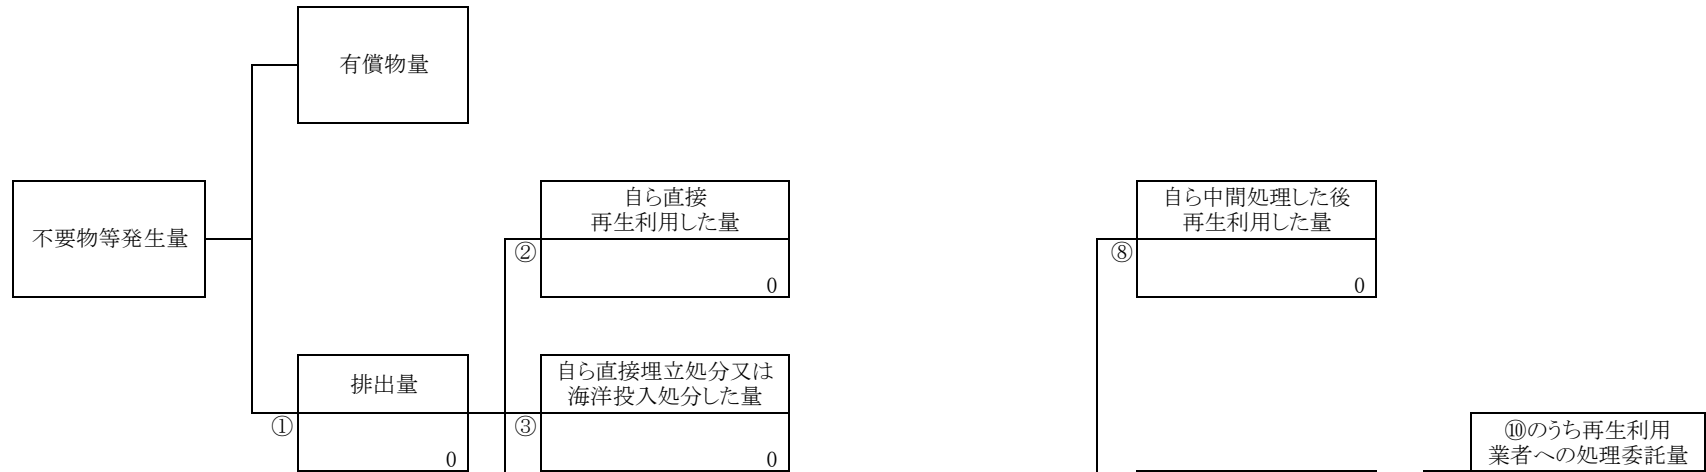 有償物量
不要物等発生量
自ら直接
再生利用した量
②
0
自ら中間処理した後
再生利用した量
⑧
0
排出量
①
0
自ら直接埋立処分又は
海洋投入処分した量
③
0
⑩のうち再生利用
業者への処理委託量